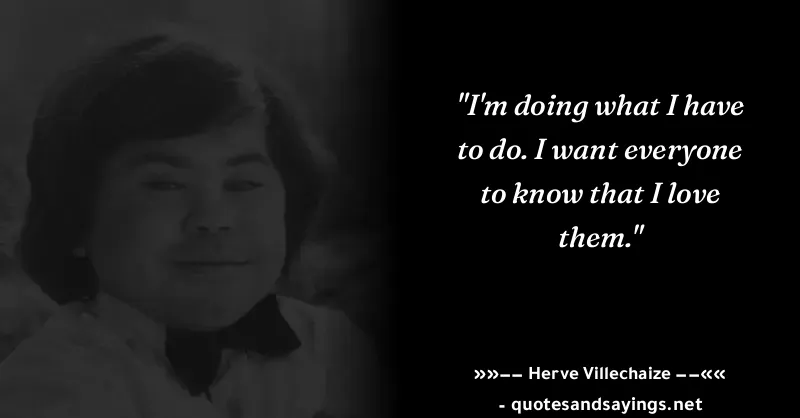 "I'm doing what I have
to do. I want everyone
to know that I love
them."
»»–– Herve Villechaize ––««
- quotesandsayings.net